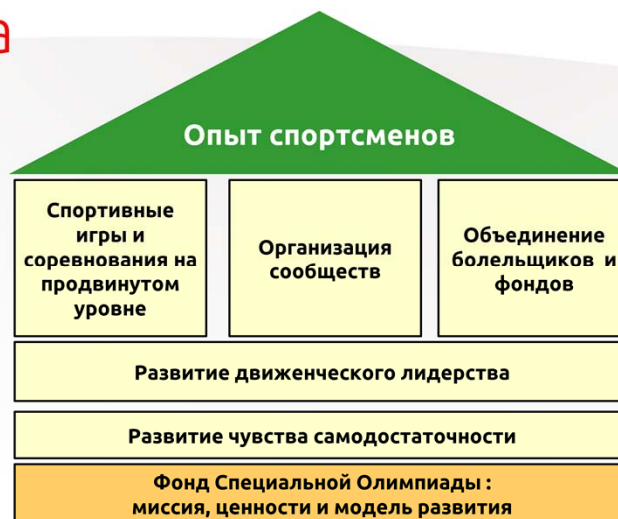 а
Опыт спортсменов
Спортивные
игры и
соревнования на
продвинутом
уровне
Организация
сообществ
Объединение
болельщиков и
фондов
Развитие движенческого лидерства
Развитие чувства самодостаточности
Фонд Специальной Олимпиады :
миссия, ценности и модель развития